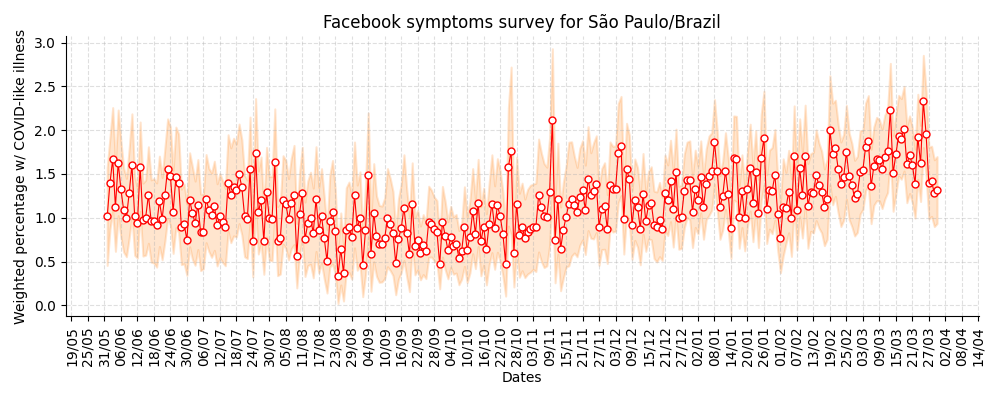 Facebook symptoms survey for São Paulo/Brazil
Weighted percentage w/ COVID-like illness
3.0
2.5
2.0
1.5
1.0
0.5
0.0
19/05 25/05 31/05 06/06 12/06 18/06 24/06 30/06 06/07 12/07 18/07 24/07 30/07 05/08 11/08 17/08 23/08 29/08 04/09 10/09 16/09 22/09 28/09 04/10 10/10 16/10 22/10 28/10 03/11 09/11 15/11 21/11 27/11 03/12 09/12 15/12 21/12 27/12 02/01 08/01 14/01 20/01 26/01 01/02 07/02 13/02 19/02 25/02 03/03 09/03 15/03 21/03 27/03 02/04 08/04 14/04
Dates